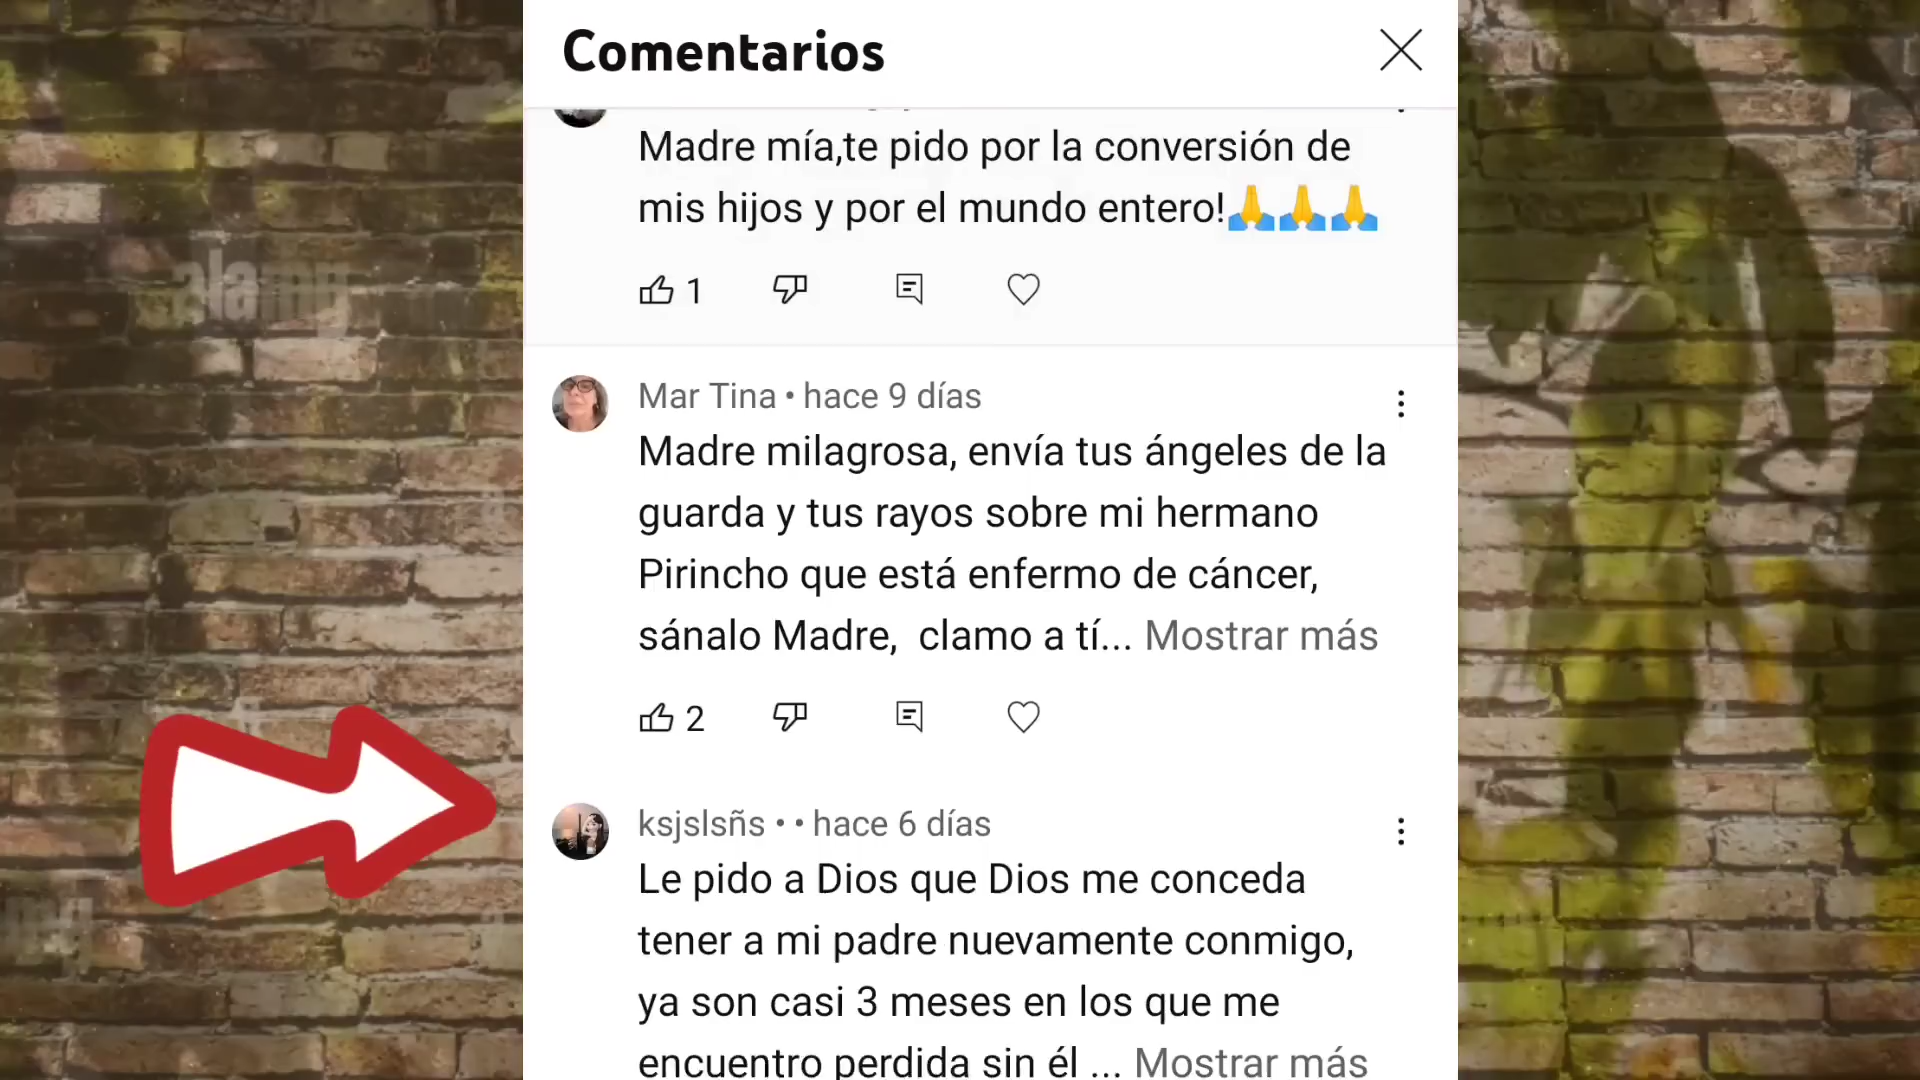 Comentarios
Madre mía,te pido por la conversión de
mis hijos y por el mundo entero!🙏🙏🙏
1
Mar Tina • hace 9 días
Madre milagrosa, envía tus ángeles de la
guarda y tus rayos sobre mi hermano
Pirincho que está enfermo de cáncer,
sánalo Madre,  clamo a tí... Mostrar más
2
ksjslsñs • • hace 6 días
Le pido a Dios que Dios me conceda
tener a mi padre nuevamente conmigo,
ya son casi 3 meses en los que me
encuentro perdida sin él ... Mostrar más
alamy